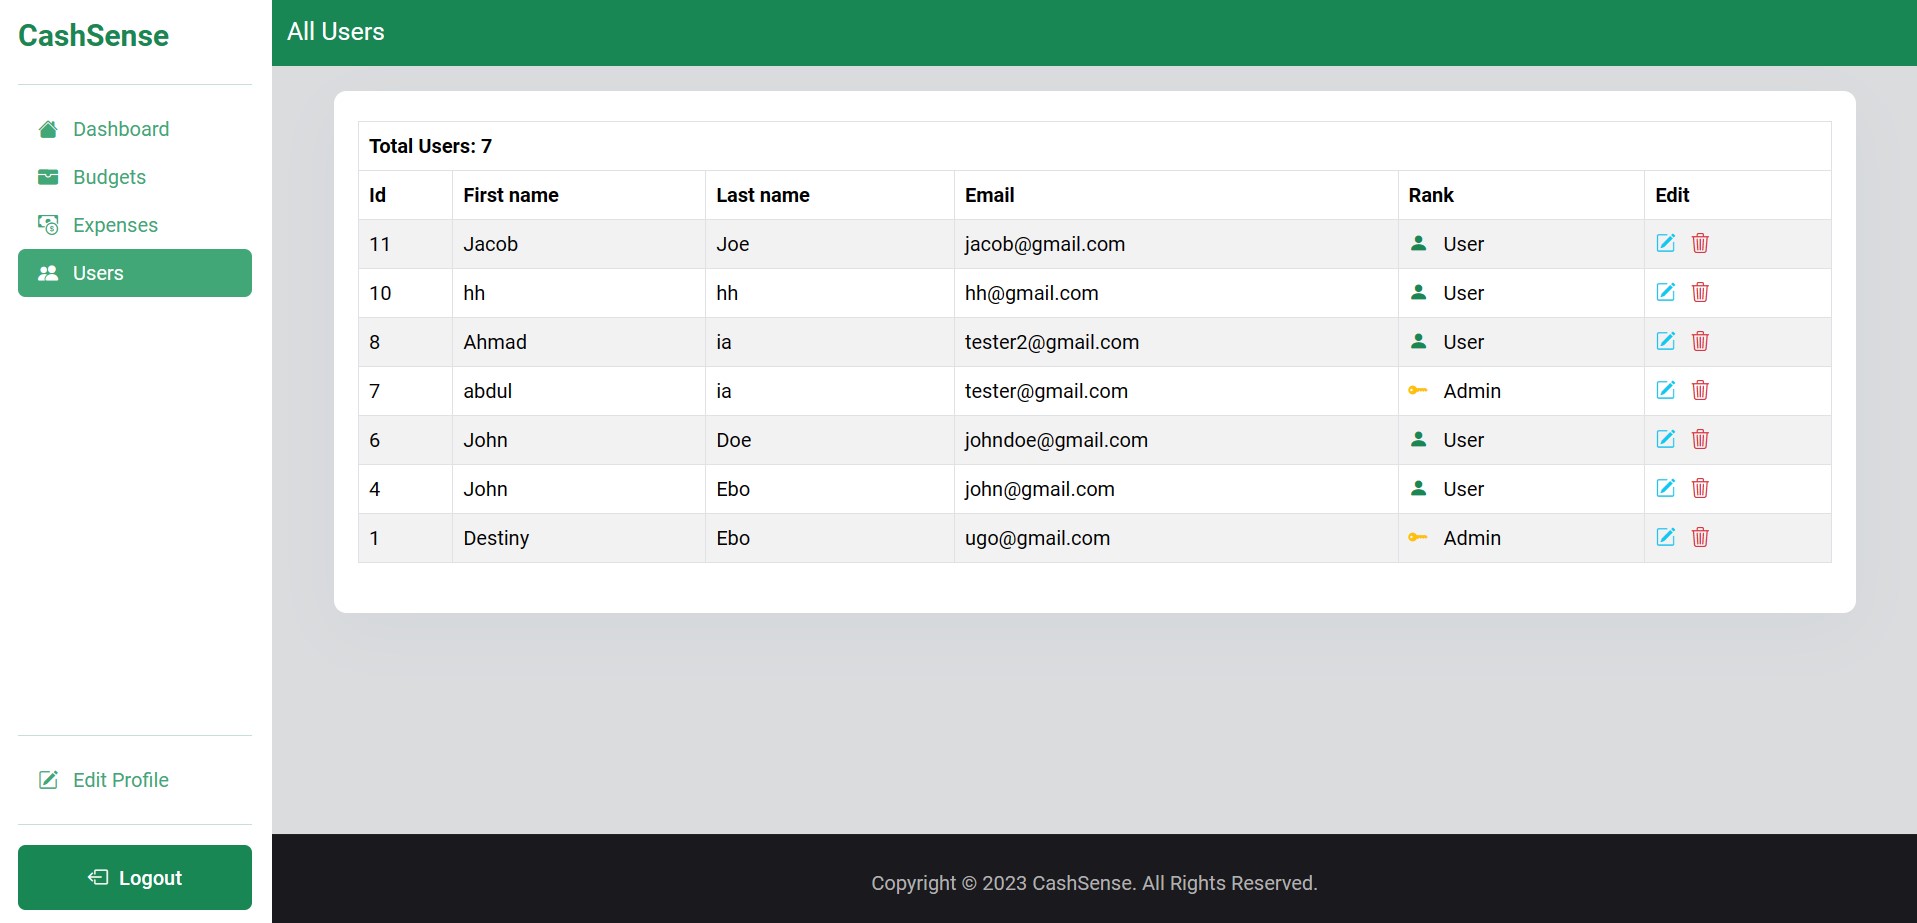 CashSense
Dashboard
Budgets
Expenses
Users
Edit Profile
Logout
All Users
Total Users: 7
Id First name Last name Email Rank Edit
11 Jacob Joe jacob@gmail.com User
10 hh hh hh@gmail.com User
8 Ahmad ia tester2@gmail.com User
7 abdul ia tester@gmail.com Admin
6 John Doe johndoe@gmail.com User
4 John Ebo john@gmail.com User
1 Destiny Ebo ugo@gmail.com Admin
Copyright © 2023 CashSense. All Rights Reserved.